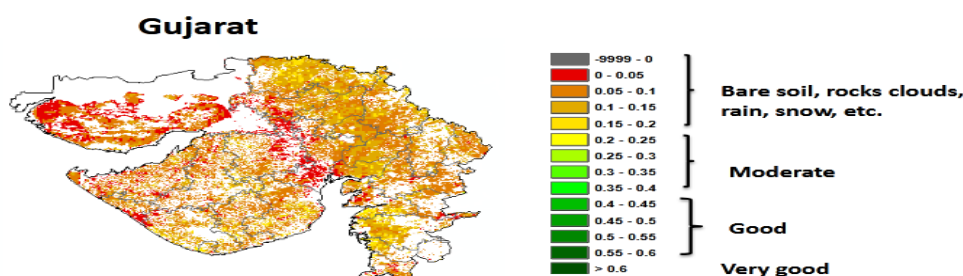 Gujarat
-9999 - 0
0 - 0.05
0.05 - 0.1
0.1 - 0.15
0.15 - 0.2
0.2 - 0.25
0.25 - 0.3
0.3 - 0.35
0.35 - 0.4
0.4 - 0.45
0.45 - 0.5
0.5 - 0.55
0.55 - 0.6
> 0.6
Bare soil, rocks clouds,
rain, snow, etc.
Moderate
Good
Very good